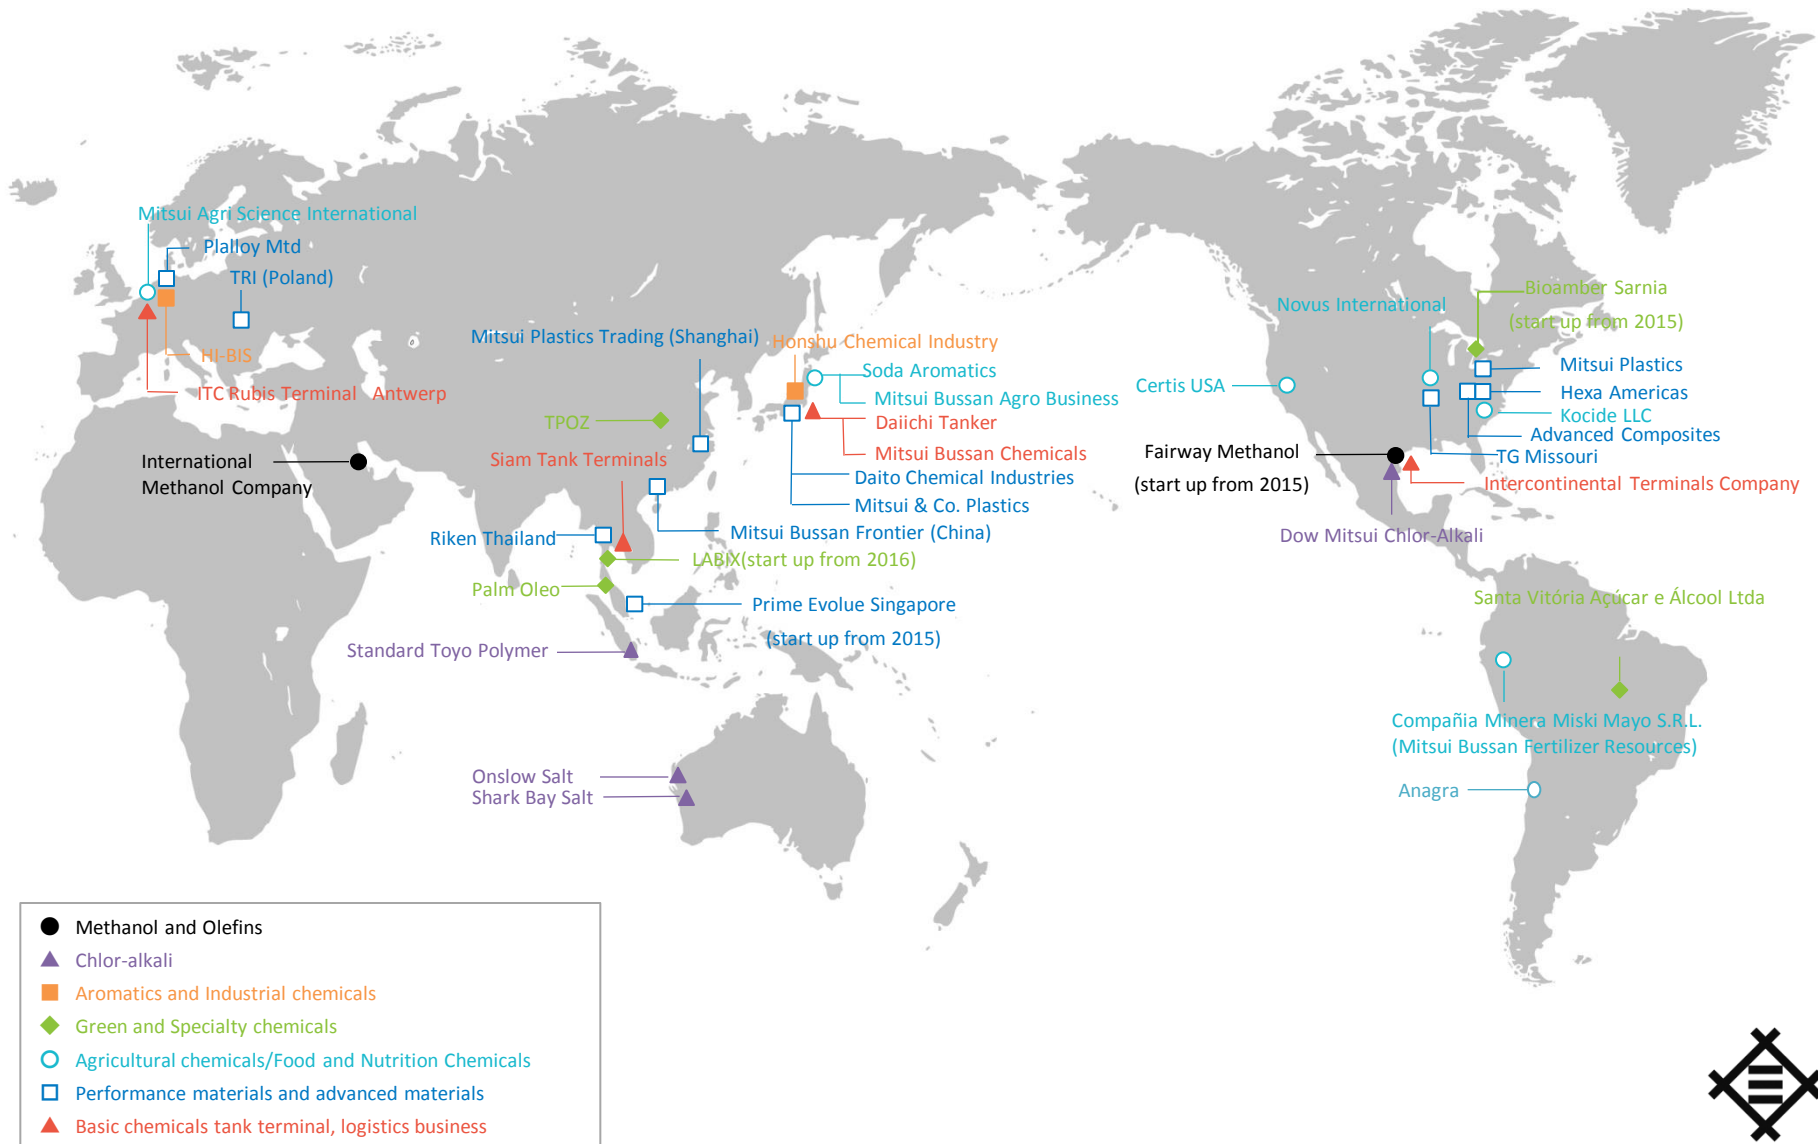 Mitsui Agri Science International
Plalloy Mtd
TRI (Poland)
HI-BIS
ITC Rubis Terminal Antwerp
International
Methanol Company
Mitsui Plastics Trading (Shanghai)
Honshu Chemical Industry
Soda Aromatics
Mitsui Bussan Agro Business
Daiichi Tanker
Mitsui Bussan Chemicals
Daito Chemical Industries
Mitsui & Co. Plastics
TPOZ
Siam Tank Terminals
Mitsui Bussan Frontier (China)
Riken Thailand
LABIX(start up from 2016)
Palm Oleo
Prime Evolue Singapore
(start up from 2015)
Standard Toyo Polymer
Onslow Salt
Shark Bay Salt
Novus International
Bioamber Sarnia
(start up from 2015)
Certis USA
Mitsui Plastics
Hexa Americas
Kocide LLC
Advanced Composites
TG Missouri
Fairway Methanol
(start up from 2015)
Intercontinental Terminals Company
Dow Mitsui Chlor-Alkali
Santa Vitória Açúcar e Álcool Ltda
Compañia Minera Miski Mayo S.R.L.
(Mitsui Bussan Fertilizer Resources)
Anagra
Methanol and Olefins
Chlor-alkali
Aromatics and Industrial chemicals
Green and Specialty chemicals
Agricultural chemicals/Food and Nutrition Chemicals
Performance materials and advanced materials
Basic chemicals tank terminal, logistics business